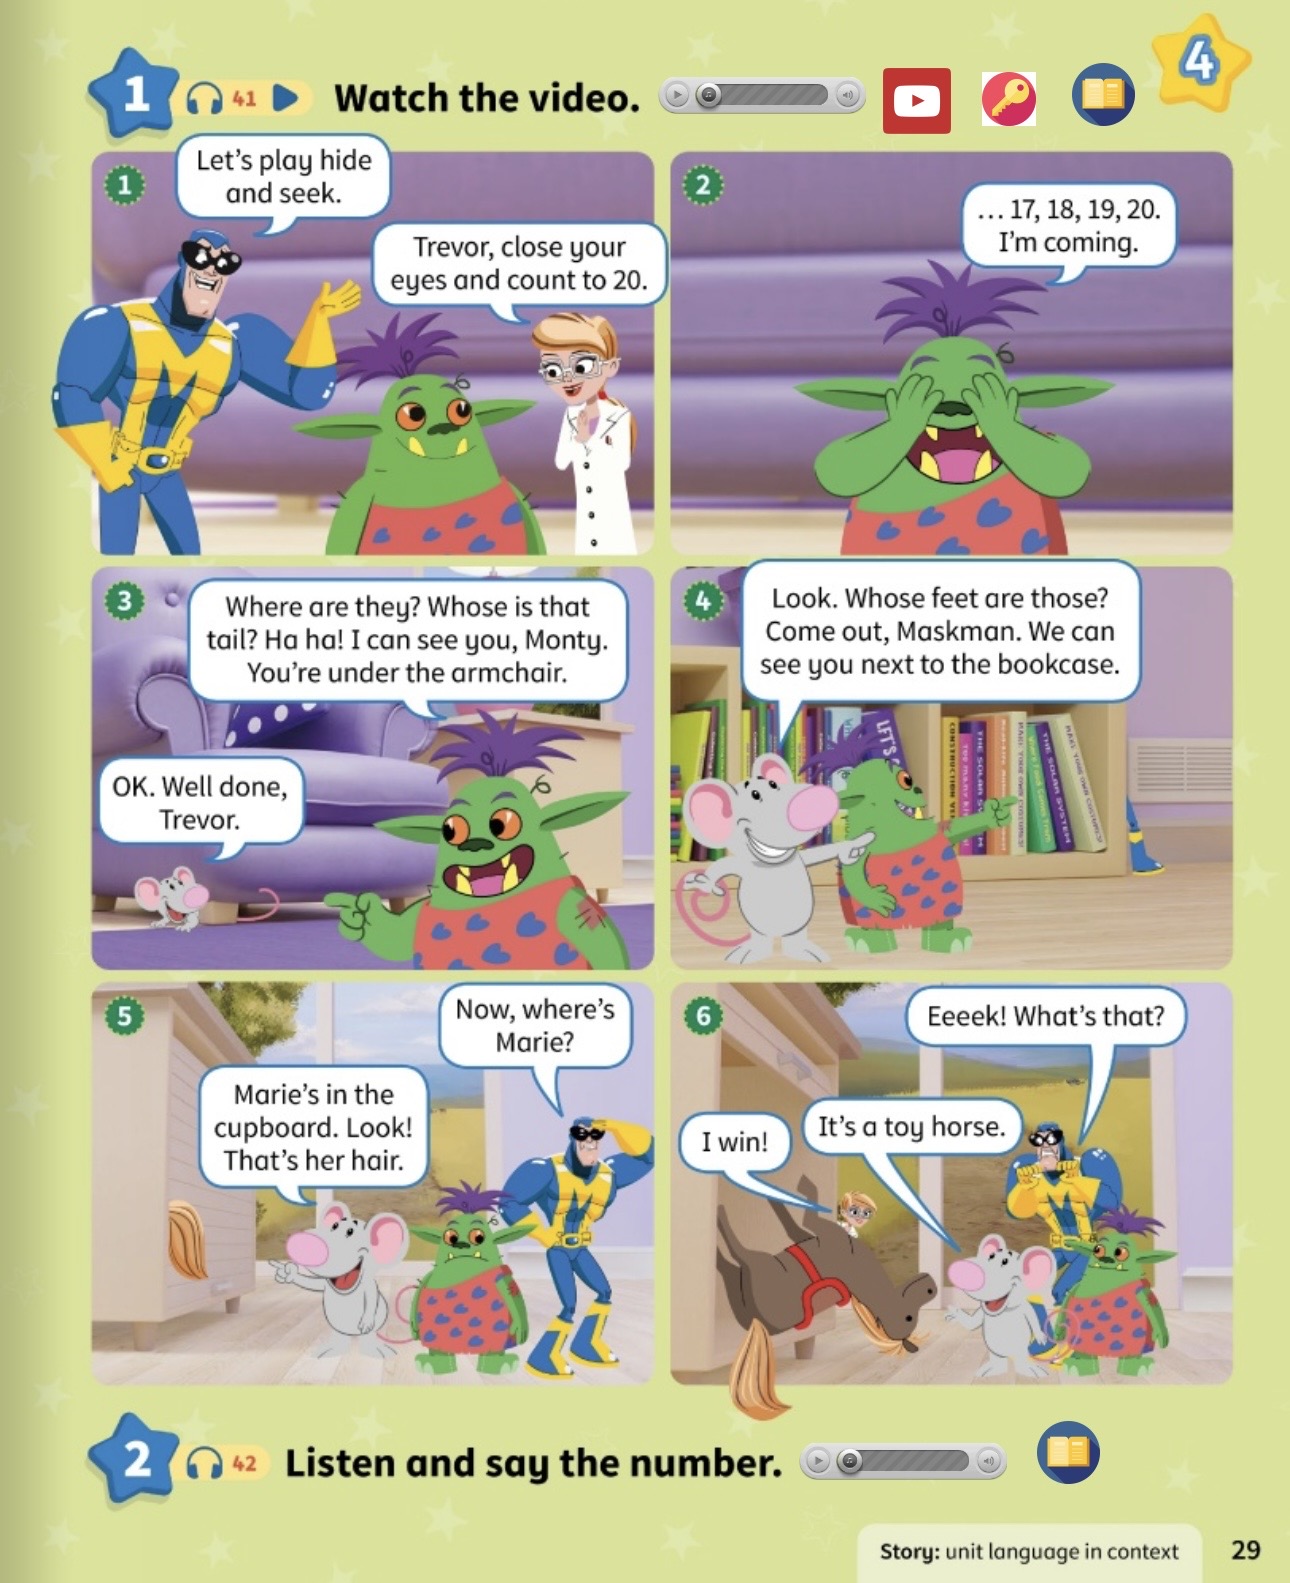 1
41
Watch the video.
4
1
Let's play hide
and seek.
Trevor, close your
eyes and count to 20.
2
... 17, 18, 19, 20.
I'm coming.
3
Where are they? Whose is that
tail? Ha ha! I can see you, Monty.
You're under the armchair.
OK. Well done,
Trevor.
4
Look. Whose feet are those?
Come out, Maskman. We can
see you next to the bookcase.
LET'S
THE SOLAR SYSTEM
5
Now, where's
Marie?
Marie's in the
cupboard. Look!
That's her hair.
6
Eeeek! What's that?
It's a toy horse.
I win!
2
42
Listen and say the number.
Story: unit language in context
29